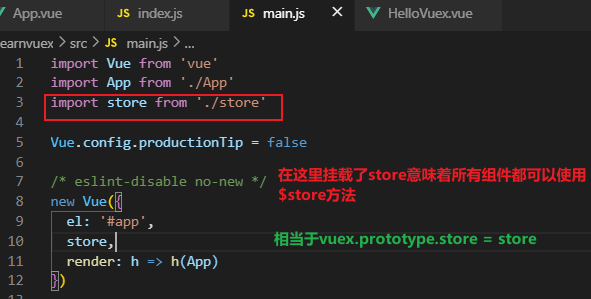 App.vue JS index.js JS main.js × HelloVuex.vue
earnvuex > src > JS main.js > ...
1 import Vue from 'vue'
2 import App from './App'
3 import store from './store'
4
5 Vue.config.productionTip = false
6
7 /* eslint-disable no-new */
在这里挂载了store意味着所有组件都可以使用
$store方法
8 new Vue({
9 el: '#app',
10 store,
相当于vuex.prototype.store = store
11 render: h => h(App)
12 })